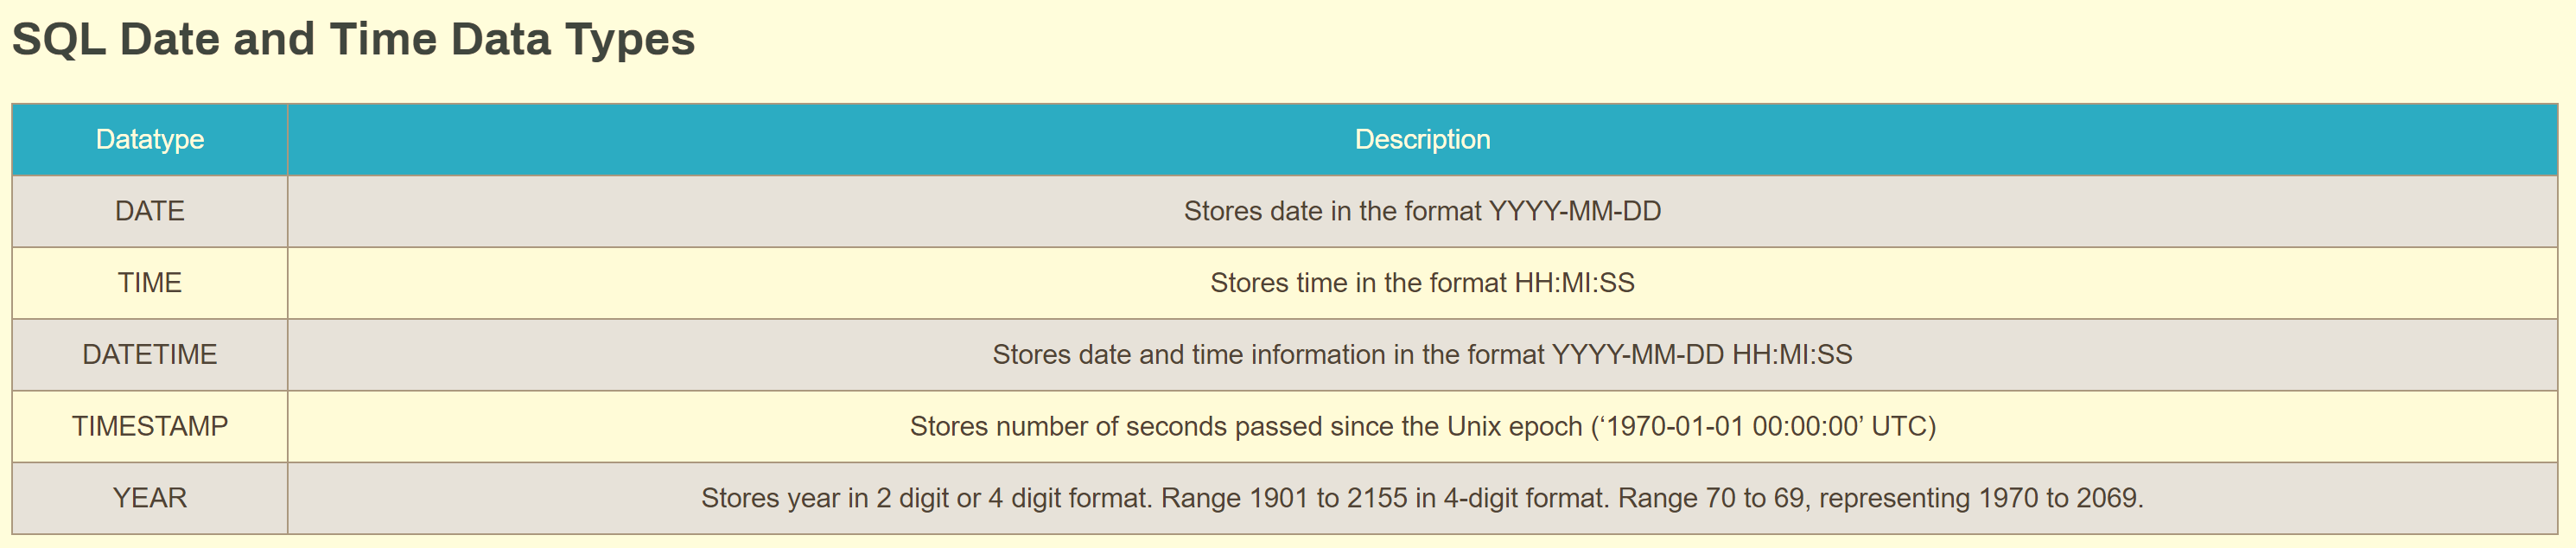 SQL Date and Time Data Types
Datatype Description
DATE Stores date in the format YYYY-MM-DD
TIME Stores time in the format HH:MI:SS
DATETIME Stores date and time information in the format YYYY-MM-DD HH:MI:SS
TIMESTAMP Stores number of seconds passed since the Unix epoch (‘1970-01-01 00:00:00’ UTC)
YEAR Stores year in 2 digit or 4 digit format. Range 1901 to 2155 in 4-digit format. Range 70 to 69, representing 1970 to 2069.